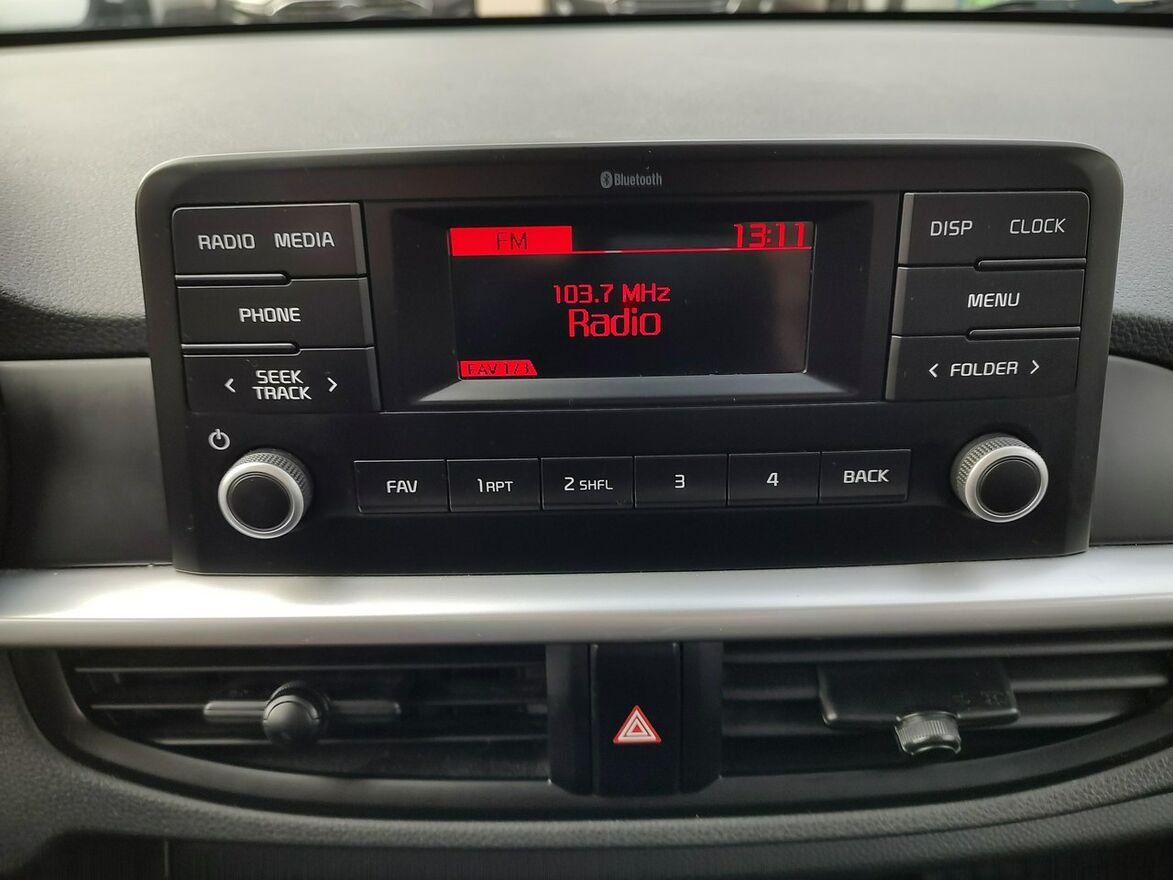 Bluetooth
RADIO MEDIA
PHONE
< SEEK >
TRACK
FM 13:11
103.7 MHz
Radio
FAV 1/3
DISP CLOCK
MENU
< FOLDER >
FAV 1 RPT 2 SHFL 3 4 BACK